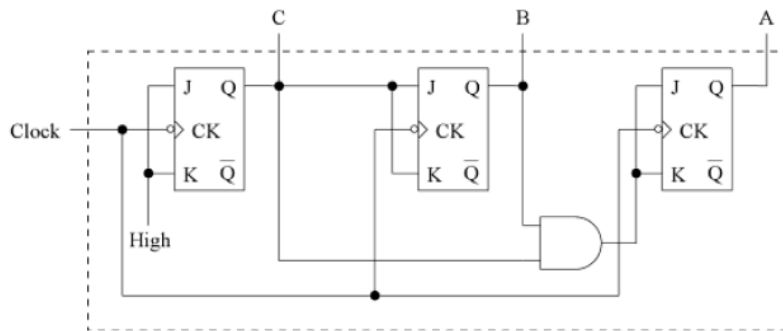 C B A
J Q J Q J Q
Clock CK CK CK
K Q̅ K Q̅ K Q̅
High